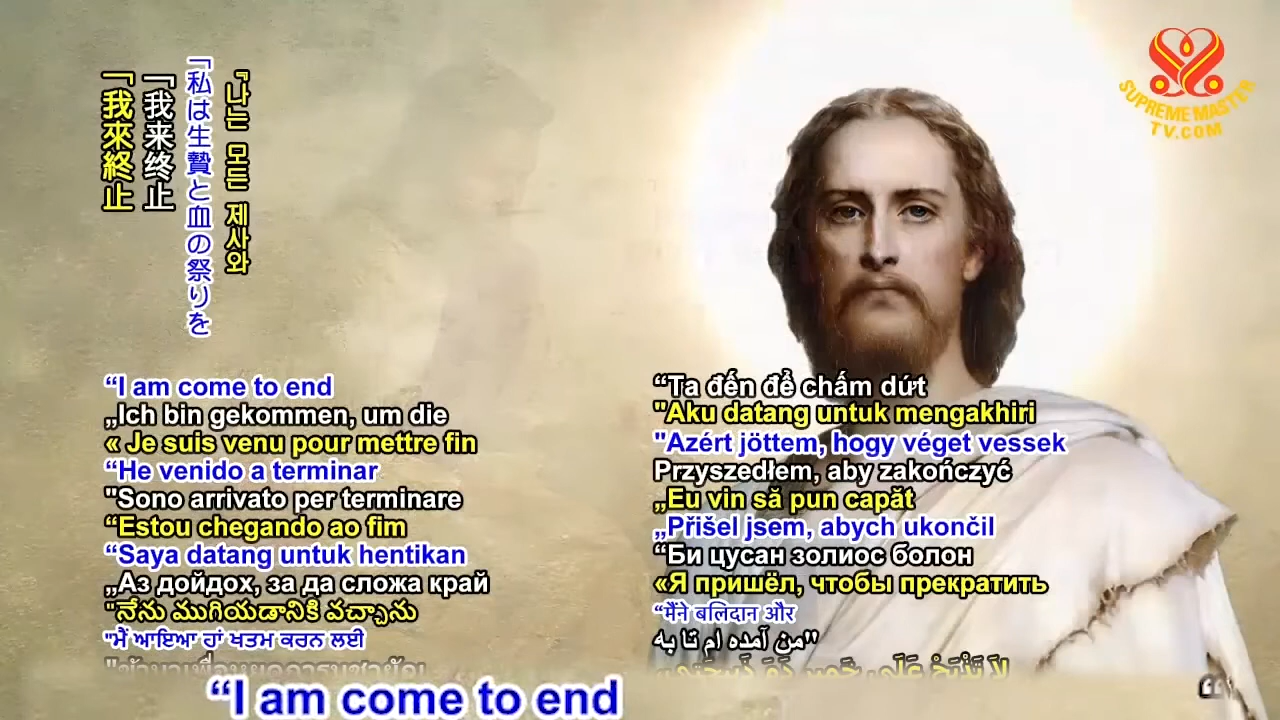 「我來終止
「我来终止
「私は生贄と血の祭りを
『나는 모든 제사와
SUPREME MASTER
TV.COM
“I am come to end
„Ich bin gekommen, um die
« Je suis venu pour mettre fin
“He venido a terminar
"Sono arrivato per terminare
“Estou chegando ao fim
“Saya datang untuk hentikan
„Аз дойдох, за да сложа край
"నేను ముగియడానికి వచ్చాను
"ਮੈਂ ਆਇਆ ਹਾਂ ਖਤਮ ਕਰਨ ਲਈ
“Ta đến để chấm dứt
"Aku datang untuk mengakhiri
"Azért jöttem, hogy véget vessek
Przyszedłem, aby zakończyć
„Eu vin să pun capăt
„Přišel jsem, abych ukončil
“Би цусан золиос болон
«Я пришёл, чтобы прекратить
“मैंने बलिदान और
"من آمده ام تا به
“I am come to end
“